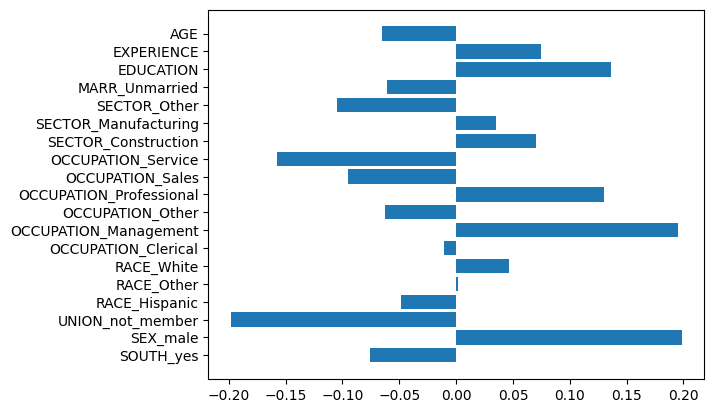 AGE
EXPERIENCE
EDUCATION
MARR_Unmarried
SECTOR_Other
SECTOR_Manufacturing
SECTOR_Construction
OCCUPATION_Service
OCCUPATION_Sales
OCCUPATION_Professional
OCCUPATION_Other
OCCUPATION_Management
OCCUPATION_Clerical
RACE_White
RACE_Other
RACE_Hispanic
UNION_not_member
SEX_male
SOUTH_yes
−0.20 −0.15 −0.10 −0.05 0.00 0.05 0.10 0.15 0.20